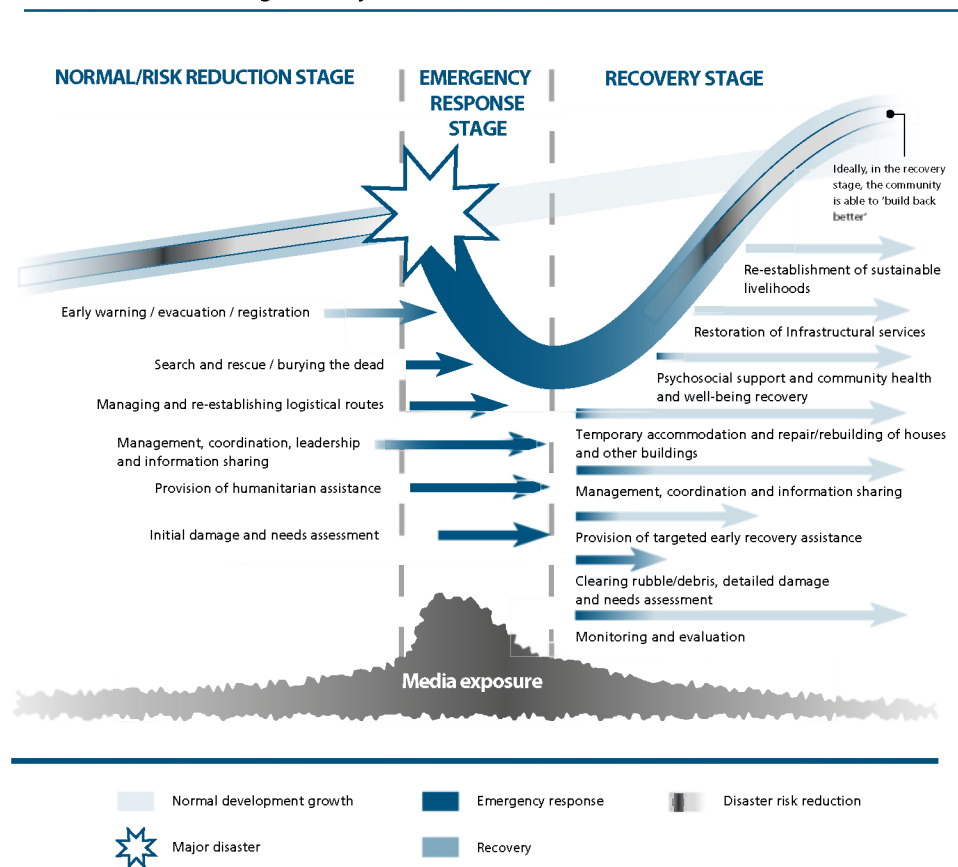 NORMAL/RISK REDUCTION STAGE
EMERGENCY
RESPONSE
STAGE
RECOVERY STAGE
Ideally, in the recovery
stage, the community
is able to 'build back
better'
Re-establishment of sustainable
livelihoods
Early warning / evacuation / registration
Restoration of Infrastructural services
Search and rescue / burying the dead
Psychosocial support and community health
and well-being recovery
Managing and re-establishing logistical routes
Temporary accommodation and repair/rebuilding of houses
and other buildings
Management, coordination, leadership
and information sharing
Provision of humanitarian assistance
Management, coordination and information sharing
Initial damage and needs assessment
Provision of targeted early recovery assistance
Clearing rubble/debris, detailed damage
and needs assessment
Monitoring and evaluation
Media exposure
Normal development growth
Emergency response
Disaster risk reduction
Major disaster
Recovery